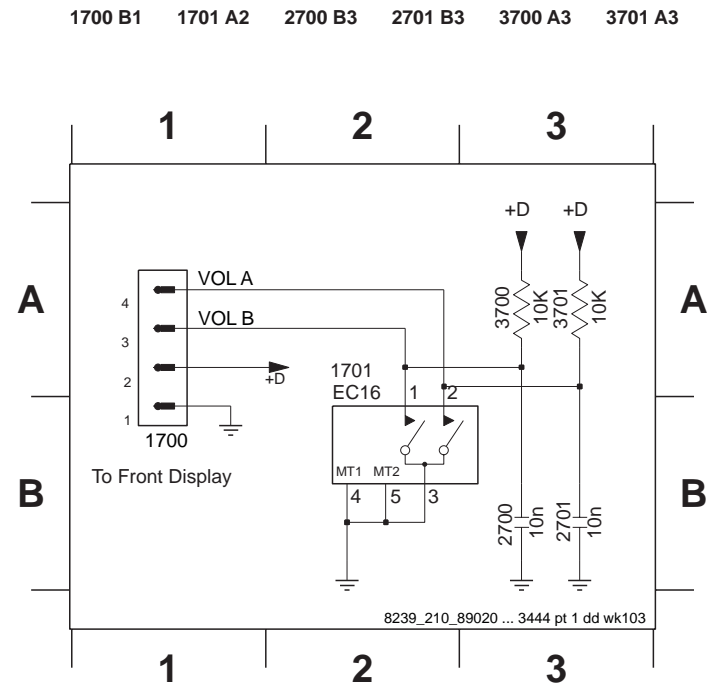 1700 B1 1701 A2 2700 B3 2701 B3 3700 A3 3701 A3
1 2 3
+D +D
A A
VOL A
4
3700 10K 3701 10K
VOL B
3
1701
+D
2
EC16 1 2
1
1700
To Front Display
MT1 MT2
B B
4 5 3
2700 10n 2701 10n
8239_210_89020 ... 3444 pt 1 dd wk103
1 2 3